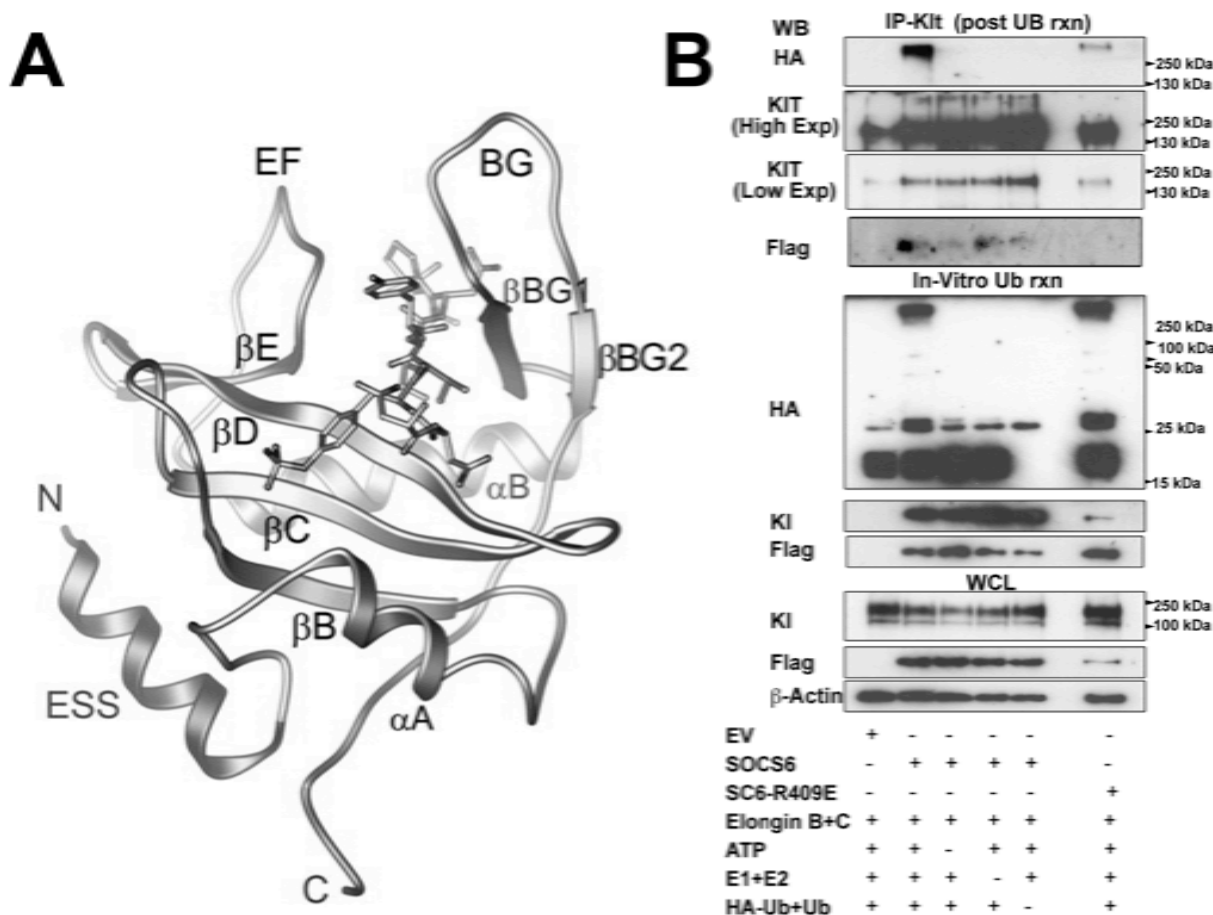 A
EF
BG
βBG1
βE
βBG2
βD
αB
N
βC
βB
ESS
αA
C
B
WB
IP-KIt (post UB rxn)
HA
250 kDa
130 kDa
KIT
(High Exp)
250 kDa
130 kDa
KIT
(Low Exp)
250 kDa
130 kDa
Flag
In-Vitro Ub rxn
HA
250 kDa
100 kDa
50 kDa
25 kDa
15 kDa
KI
Flag
WCL
KI
250 kDa
100 kDa
Flag
β-Actin
EV + - - - - -
SOCS6 - + + + + -
SC6-R409E - - - - - +
Elongin B+C + + + + + +
ATP + + - + + +
E1+E2 + + + - + +
HA-Ub+Ub + + + + - +